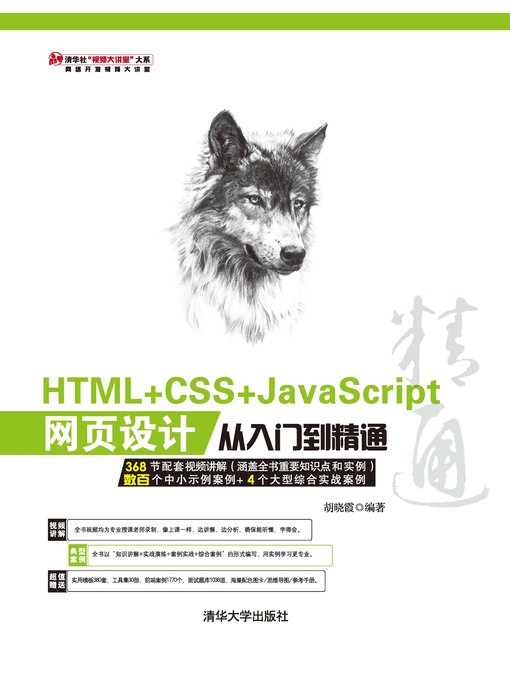 清华社“视频大讲堂”大系
网络开发视频大讲堂
精通
HTML+CSS+JavaScript
网页设计 从入门到精通
368节配套视频讲解（涵盖全书重要知识点和实例）
数百个中小示例案例+4个大型综合实战案例
胡晓霞 编著
视频讲解 全书视频均为专业授课老师录制，像上课一样，边讲解、边分析，确保能听懂、学得会。
典型案例 全书以“知识讲练+实战演练+案例实战+综合案例”的形式编写，用实例学习更专业。
超值赠送 实用模板380套、工具集30部、前端案例1770个、面试题库1036道、海量配色图卡/思维导图/参考手册。
清华大学出版社